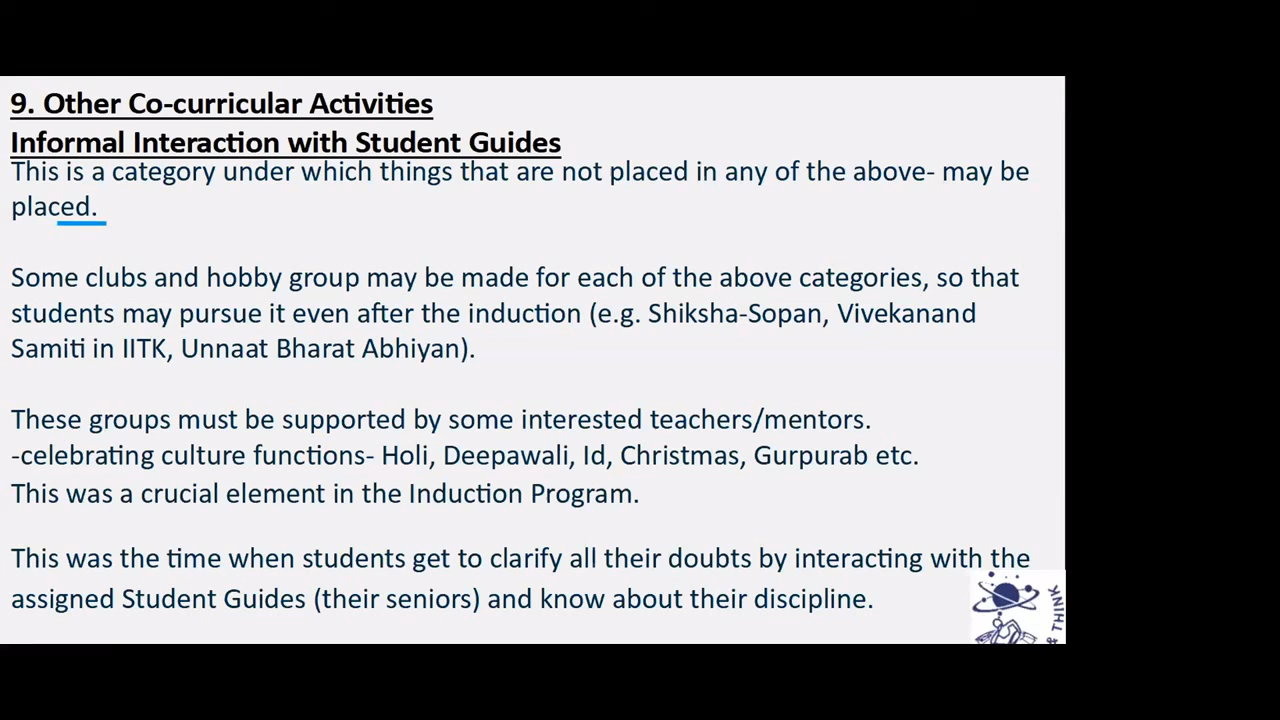 9. Other Co-curricular Activities
Informal Interaction with Student Guides
This is a category under which things that are not placed in any of the above- may be
placed.
Some clubs and hobby group may be made for each of the above categories, so that
students may pursue it even after the induction (e.g. Shiksha-Sopan, Vivekanand
Samiti in IITK, Unnaat Bharat Abhiyan).
These groups must be supported by some interested teachers/mentors.
-celebrating culture functions- Holi, Deepawali, Id, Christmas, Gurpurab etc.
This was a crucial element in the Induction Program.
This was the time when students get to clarify all their doubts by interacting with the
assigned Student Guides (their seniors) and know about their discipline.
& THINK